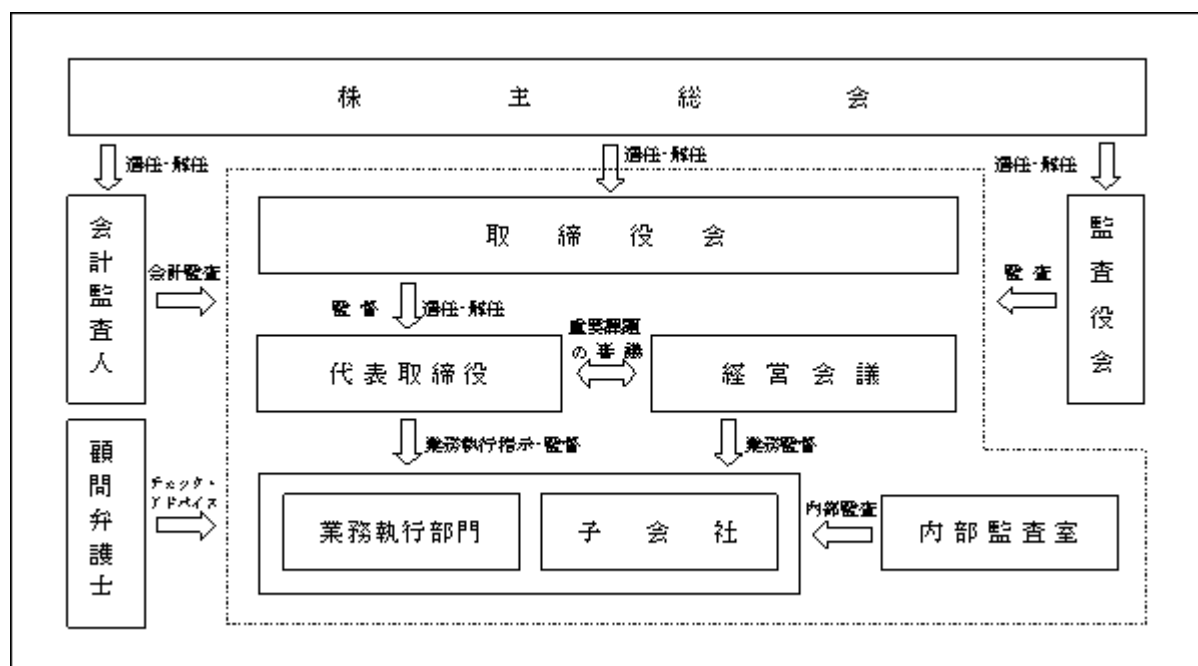 株主総会
選任・解任
選任・解任
選任・解任
会計監査人
取締役会
監査役会
会計監査
監査
監督
選任・解任
重要課題
の審議
代表取締役
経営会議
顧問弁護士
業務執行指示・監督
業務監督
チェック・
アドバイス
業務執行部門
子会社
内部監査
内部監査室